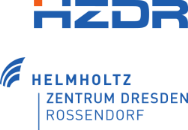 HZDR
HELMHOLTZ
ZENTRUM DRESDEN
ROSSENDORF